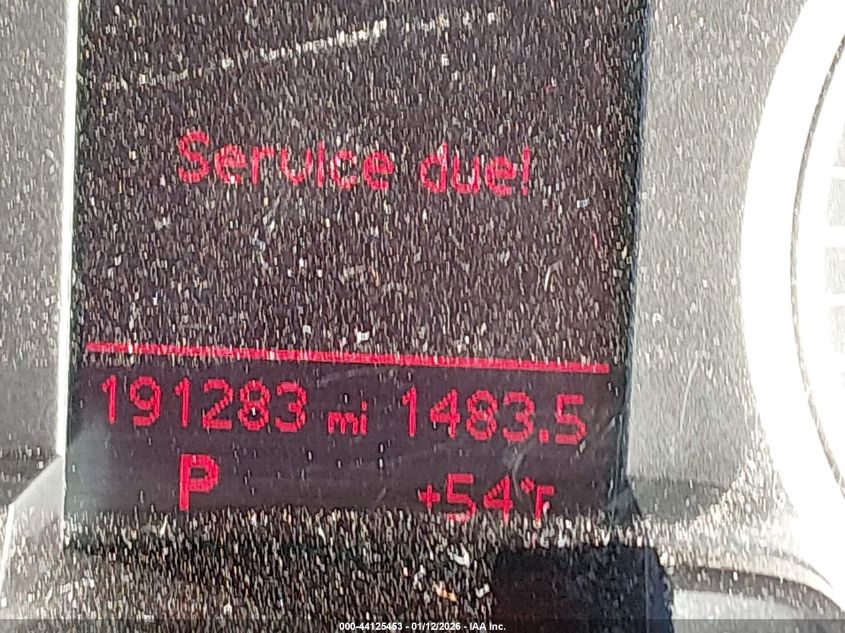 Service due!
191283 mi 1483.5
P +54°F
000-44125453 - 01/12/2026 - IAA Inc.